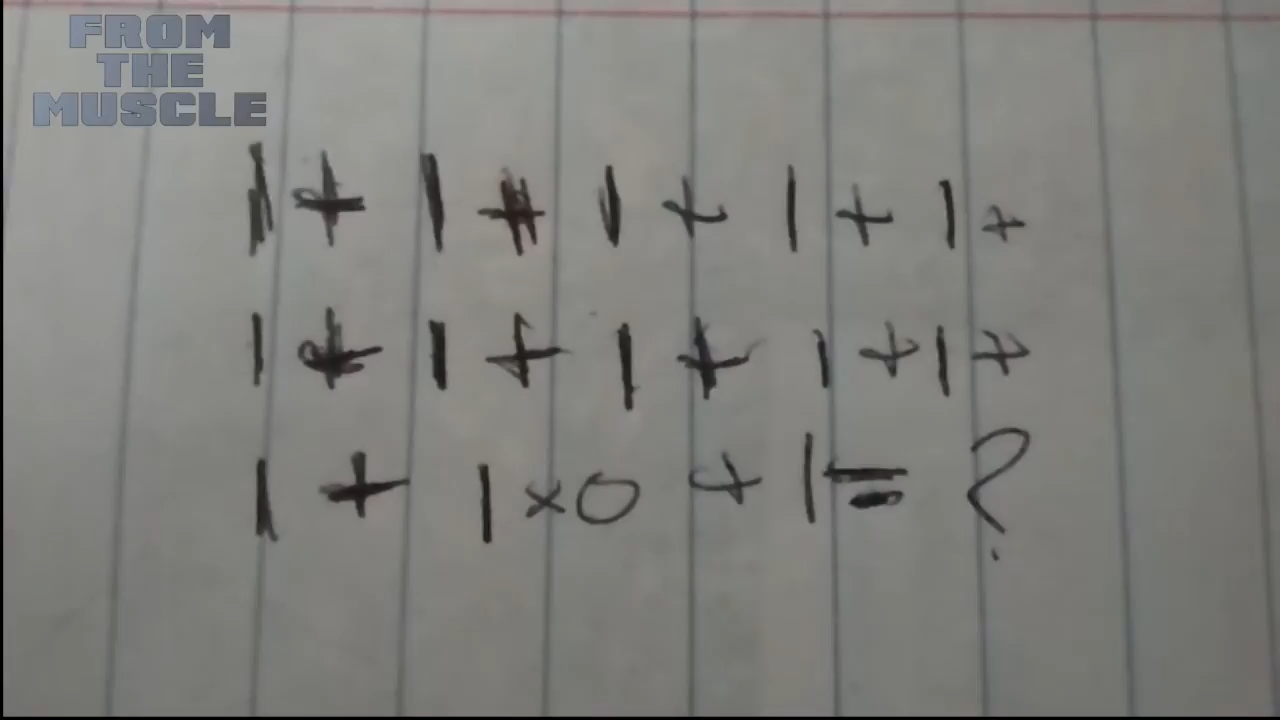 FROM
THE
MUSCLE
1 + 1 + 1 + 1 + 1 +
1 + 1 + 1 + 1 + 1 +
1 + 1 × 0 + 1 = ?